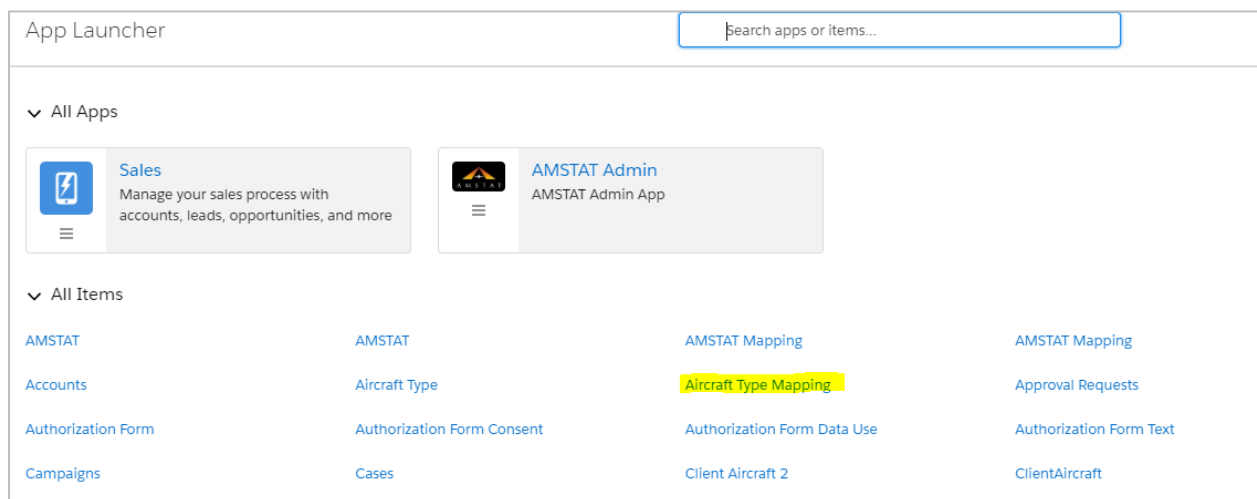 App Launcher
Search apps or items...
All Apps
Sales
Manage your sales process with
accounts, leads, opportunities, and more
AMSTAT
AMSTAT Admin
AMSTAT Admin App
All Items
AMSTAT AMSTAT AMSTAT Mapping AMSTAT Mapping
Accounts Aircraft Type Aircraft Type Mapping Approval Requests
Authorization Form Authorization Form Consent Authorization Form Data Use Authorization Form Text
Campaigns Cases Client Aircraft 2 ClientAircraft